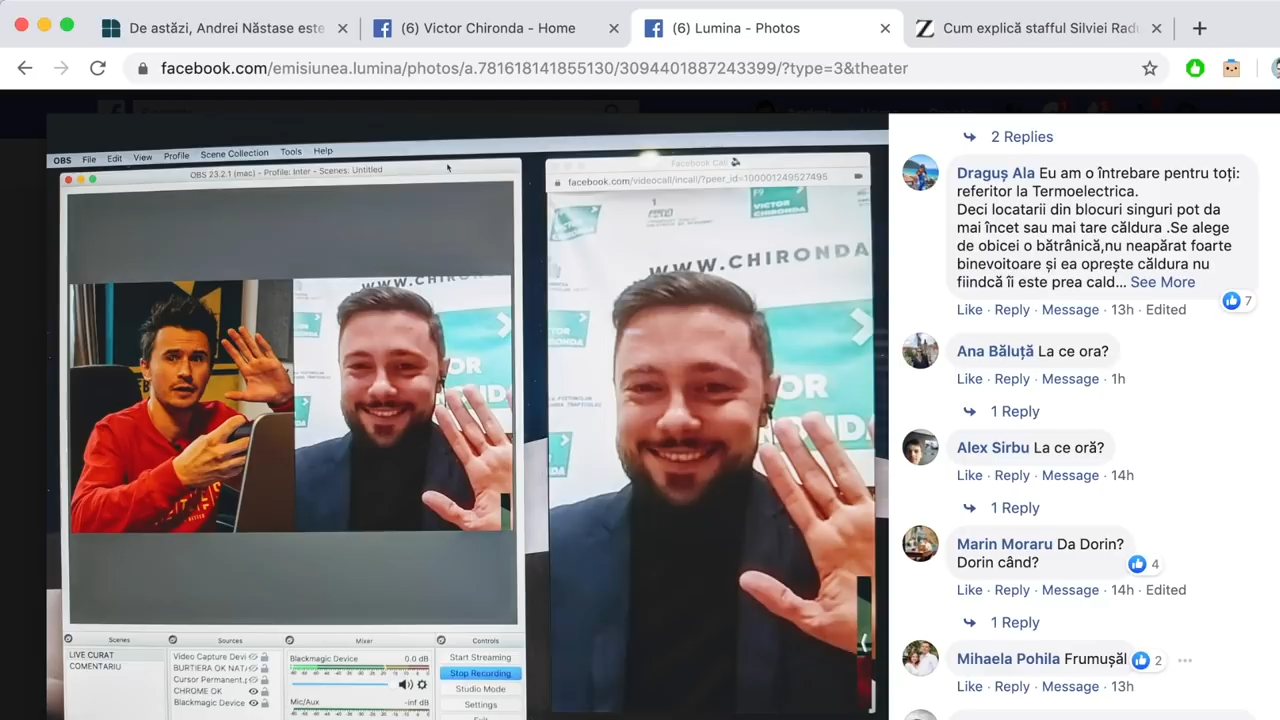 De astăzi, Andrei Năstase este
(6) Victor Chironda - Home
(6) Lumina - Photos
Cum explică stafful Silviei Radu
facebook.com/emisiunea.lumina/photos/a.781618141855130/3094401887243399/?type=3&theater
OBS File Edit View Profile Scene Collection Tools Help
OBS 23.2.1 (mac) - Profile: Inter - Scenes: Untitled
Facebook Call
facebook.com/videocall/incall/?peer_id=100001249527495
F9
VICTOR
CHIRONDA
WWW.CHIRONDA
WWW.CHIRONDA
VICTOR
CHIRONDA
Scenes
Sources
Mixer
Controls
LIVE CURAT
COMENTARIU
Video Capture Devi
BURTIERA OK NAT
Cursor Permanent.
CHROME OK
Blackmagic Device
Blackmagic Device 0.0 dB
Mic/Aux -inf dB
Start Streaming
Stop Recording
Studio Mode
Settings
Exit
2 Replies
Draguș Ala Eu am o întrebare pentru toți:
referitor la Termoelectrica.
Deci locatarii din blocuri singuri pot da
mai încet sau mai tare căldura .Se alege
de obicei o bătrânică,nu neapărat foarte
binevoitoare și ea oprește căldura nu
fiindcă îi este prea cald... See More
7
Like · Reply · Message · 13h · Edited
Ana Băluță La ce ora?
Like · Reply · Message · 1h
1 Reply
Alex Sirbu La ce oră?
Like · Reply · Message · 14h
1 Reply
Marin Moraru Da Dorin?
Dorin când?
4
Like · Reply · Message · 14h · Edited
1 Reply
Mihaela Pohila Frumușăl
2
Like · Reply · Message · 13h